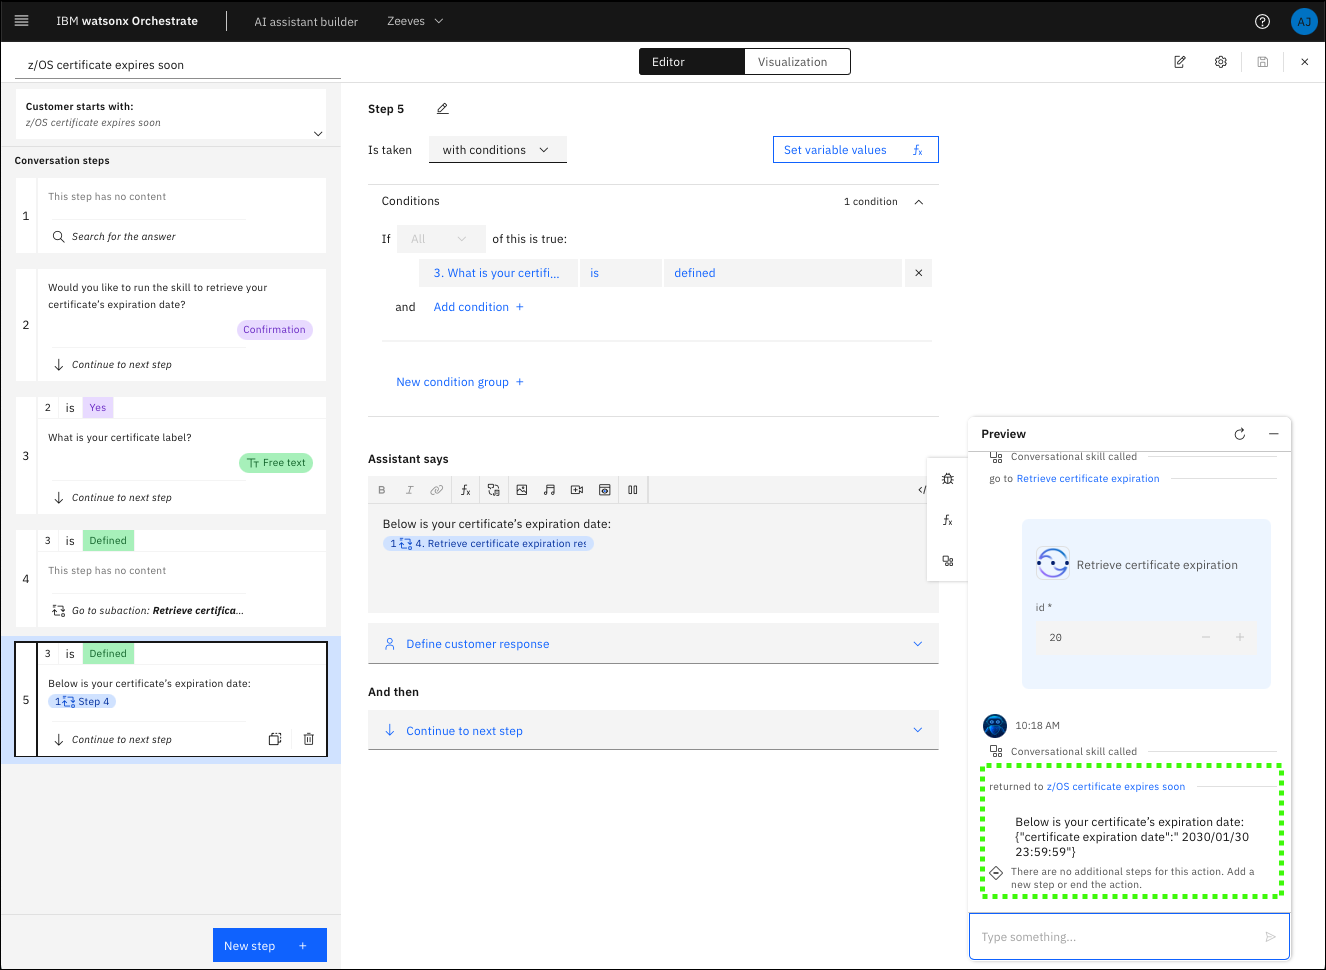 IBM watsonx Orchestrate
AI assistant builder
Zeeves
AJ
z/OS certificate expires soon
Editor
Visualization
Customer starts with:
z/OS certificate expires soon
Conversation steps
1
This step has no content
Search for the answer
2
Would you like to run the skill to retrieve your
certificate's expiration date?
Confirmation
Continue to next step
3
2 is Yes
What is your certificate label?
Free text
Continue to next step
4
3 is Defined
This step has no content
Go to subaction: Retrieve certifica...
5
3 is Defined
Below is your certificate's expiration date:
1 Step 4
Continue to next step
New step +
Step 5
Is taken with conditions
Set variable values fx
Conditions
1 condition
If All of this is true:
3. What is your certifi... is defined
and Add condition +
New condition group +
Assistant says
B I fx </
Below is your certificate's expiration date:
1 4. Retrieve certificate expiration res
Define customer response
And then
Continue to next step
fx
Preview
Conversational skill called
go to Retrieve certificate expiration
Retrieve certificate expiration
id *
20
10:18 AM
Conversational skill called
returned to z/OS certificate expires soon
Below is your certificate's expiration date:
{"certificate expiration date":" 2030/01/30
23:59:59"}
There are no additional steps for this action. Add a
new step or end the action.
Type something...